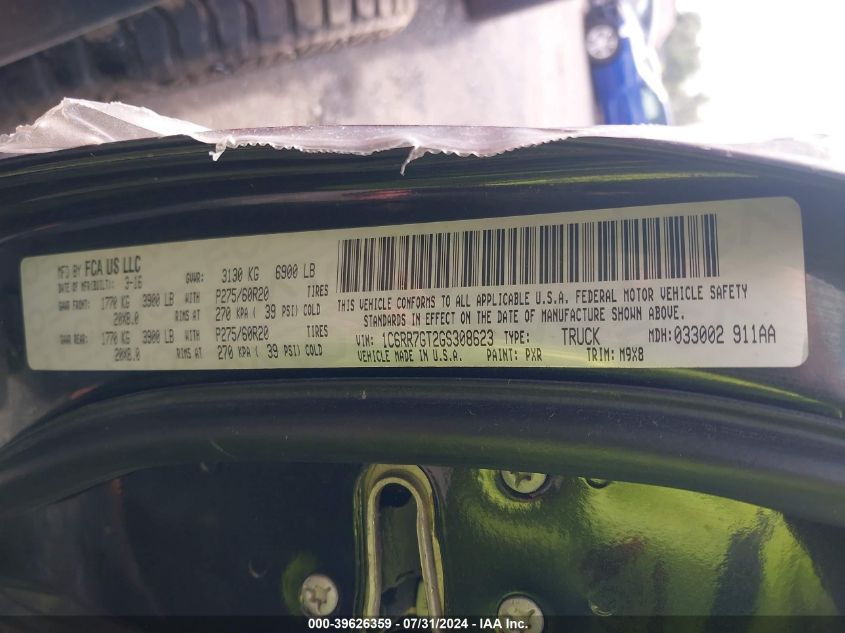 MFD BY FCA US LLC
DATE OF MFR(BUILT): 3-16 GVWR: 3130 KG 6900 LB
GAWR FRONT: 1770 KG 3900 LB WITH P275/60R20 TIRES
20X8.0 RIMS AT 270 KPA ( 39 PSI) COLD
GAWR REAR: 1770 KG 3900 LB WITH P275/60R20 TIRES
20X8.0 RIMS AT 270 KPA ( 39 PSI) COLD
THIS VEHICLE CONFORMS TO ALL APPLICABLE U.S.A. FEDERAL MOTOR VEHICLE SAFETY
STANDARDS IN EFFECT ON THE DATE OF MANUFACTURE SHOWN ABOVE.
VIN: 1C6RR7GT2GS308623 TYPE: TRUCK MDH: 033002 911AA
VEHICLE MADE IN U.S.A. PAINT: PXR TRIM: M9X8
000-39626359 - 07/31/2024 - IAA Inc.